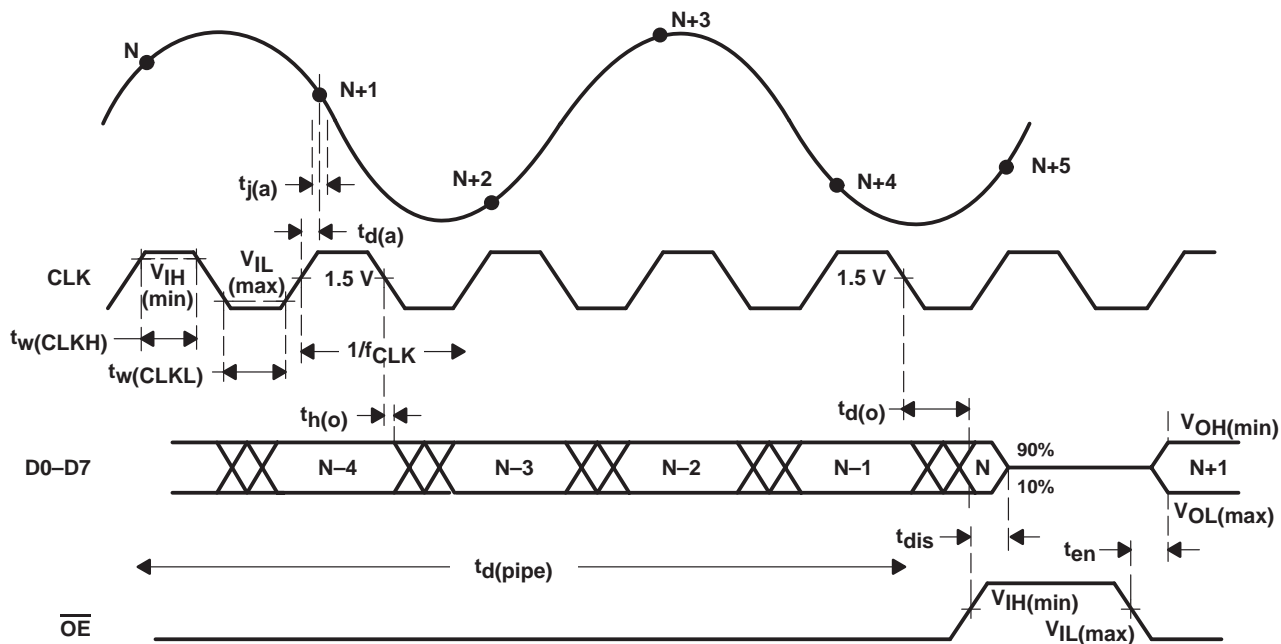 N
N+1
N+2
N+3
N+4
N+5
tj(a)
td(a)
CLK
VIH
(min)
VIL
(max)
1.5 V
1.5 V
tw(CLKH)
tw(CLKL)
1/fCLK
th(o)
td(o)
D0–D7
N–4
N–3
N–2
N–1
N
90%
10%
VOH(min)
N+1
VOL(max)
tdis
ten
td(pipe)
OE
VIH(min)
VIL(max)